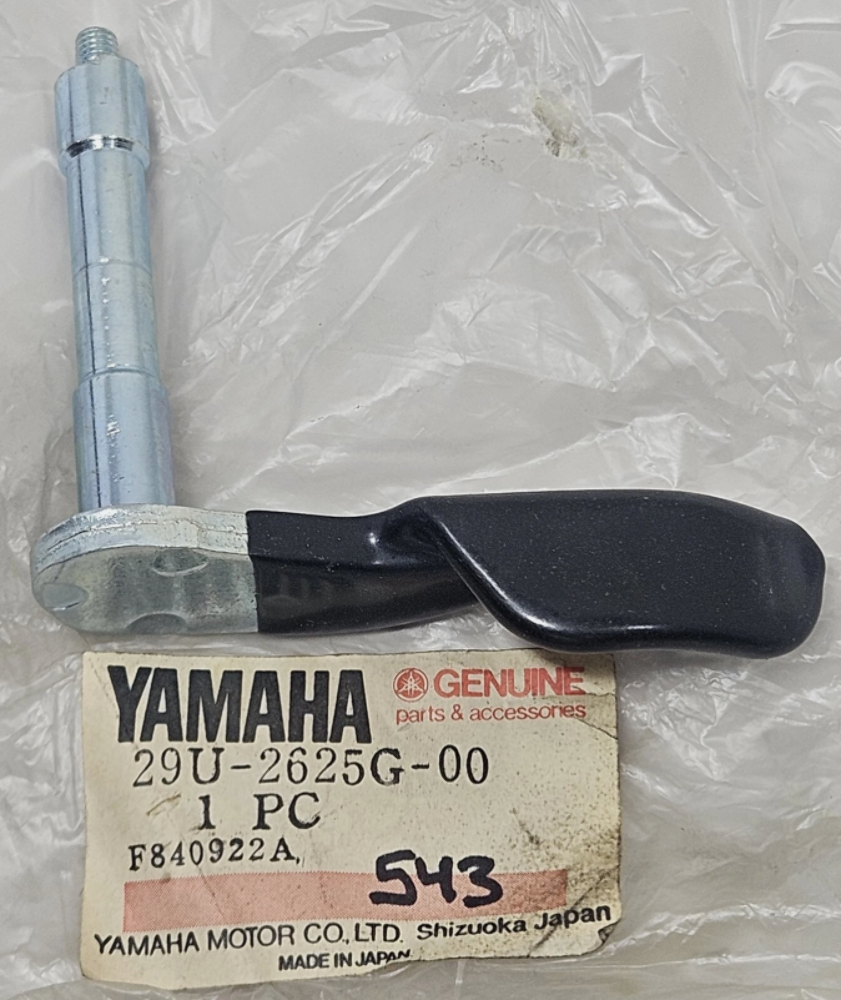 YAMAHA GENUINE
parts & accessories
29U-2625G-00
1 PC
F840922A,
543
YAMAHA MOTOR CO.,LTD. Shizuoka Japan
MADE IN JAPAN